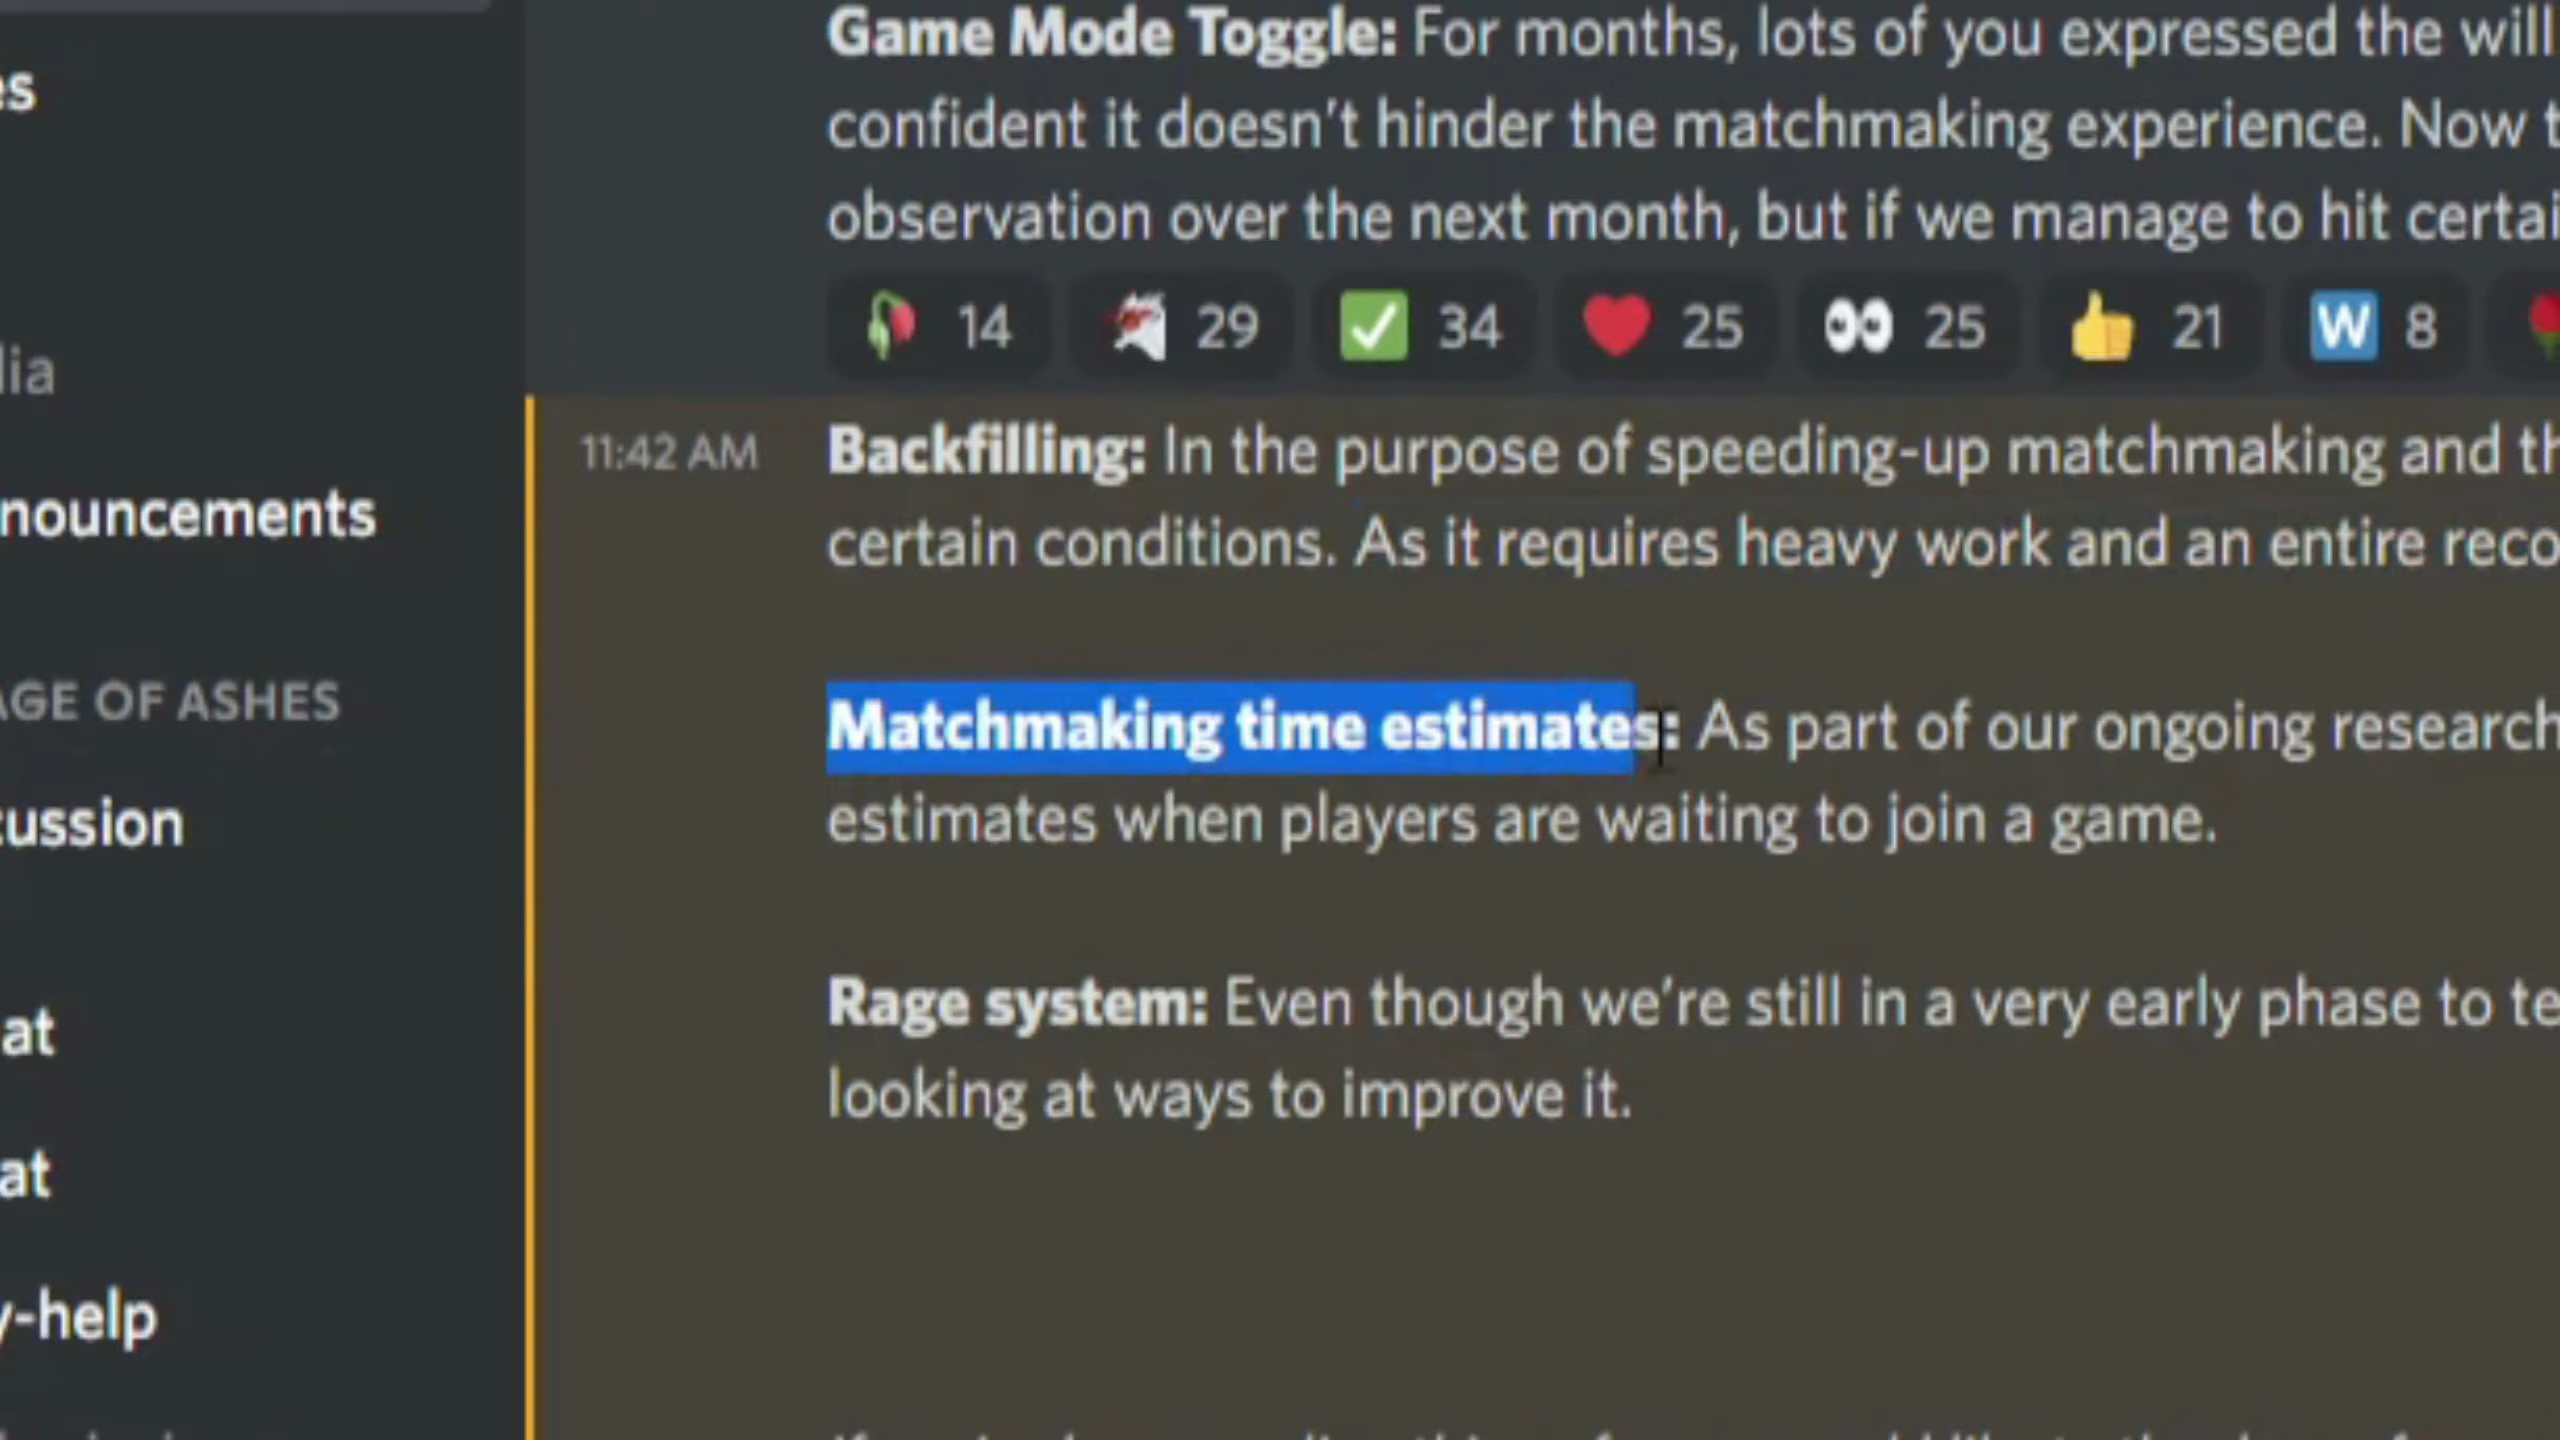 Game Mode Toggle: For months, lots of you expressed the will
es
confident it doesn't hinder the matchmaking experience. Now
observation over the next month, but if we manage to hit
14 29 34 25 25 21 W 8
lia
11:42 AM Backfilling: In the purpose of speeding-up matchmaking and
nouncements
certain conditions. As it requires heavy work and an entire
AGE OF ASHES
Matchmaking time estimates: As part of our ongoing research
cussion
estimates when players are waiting to join a game.
at
Rage system: Even though we're still in a very early phase to
looking at ways to improve it.
at
y-help